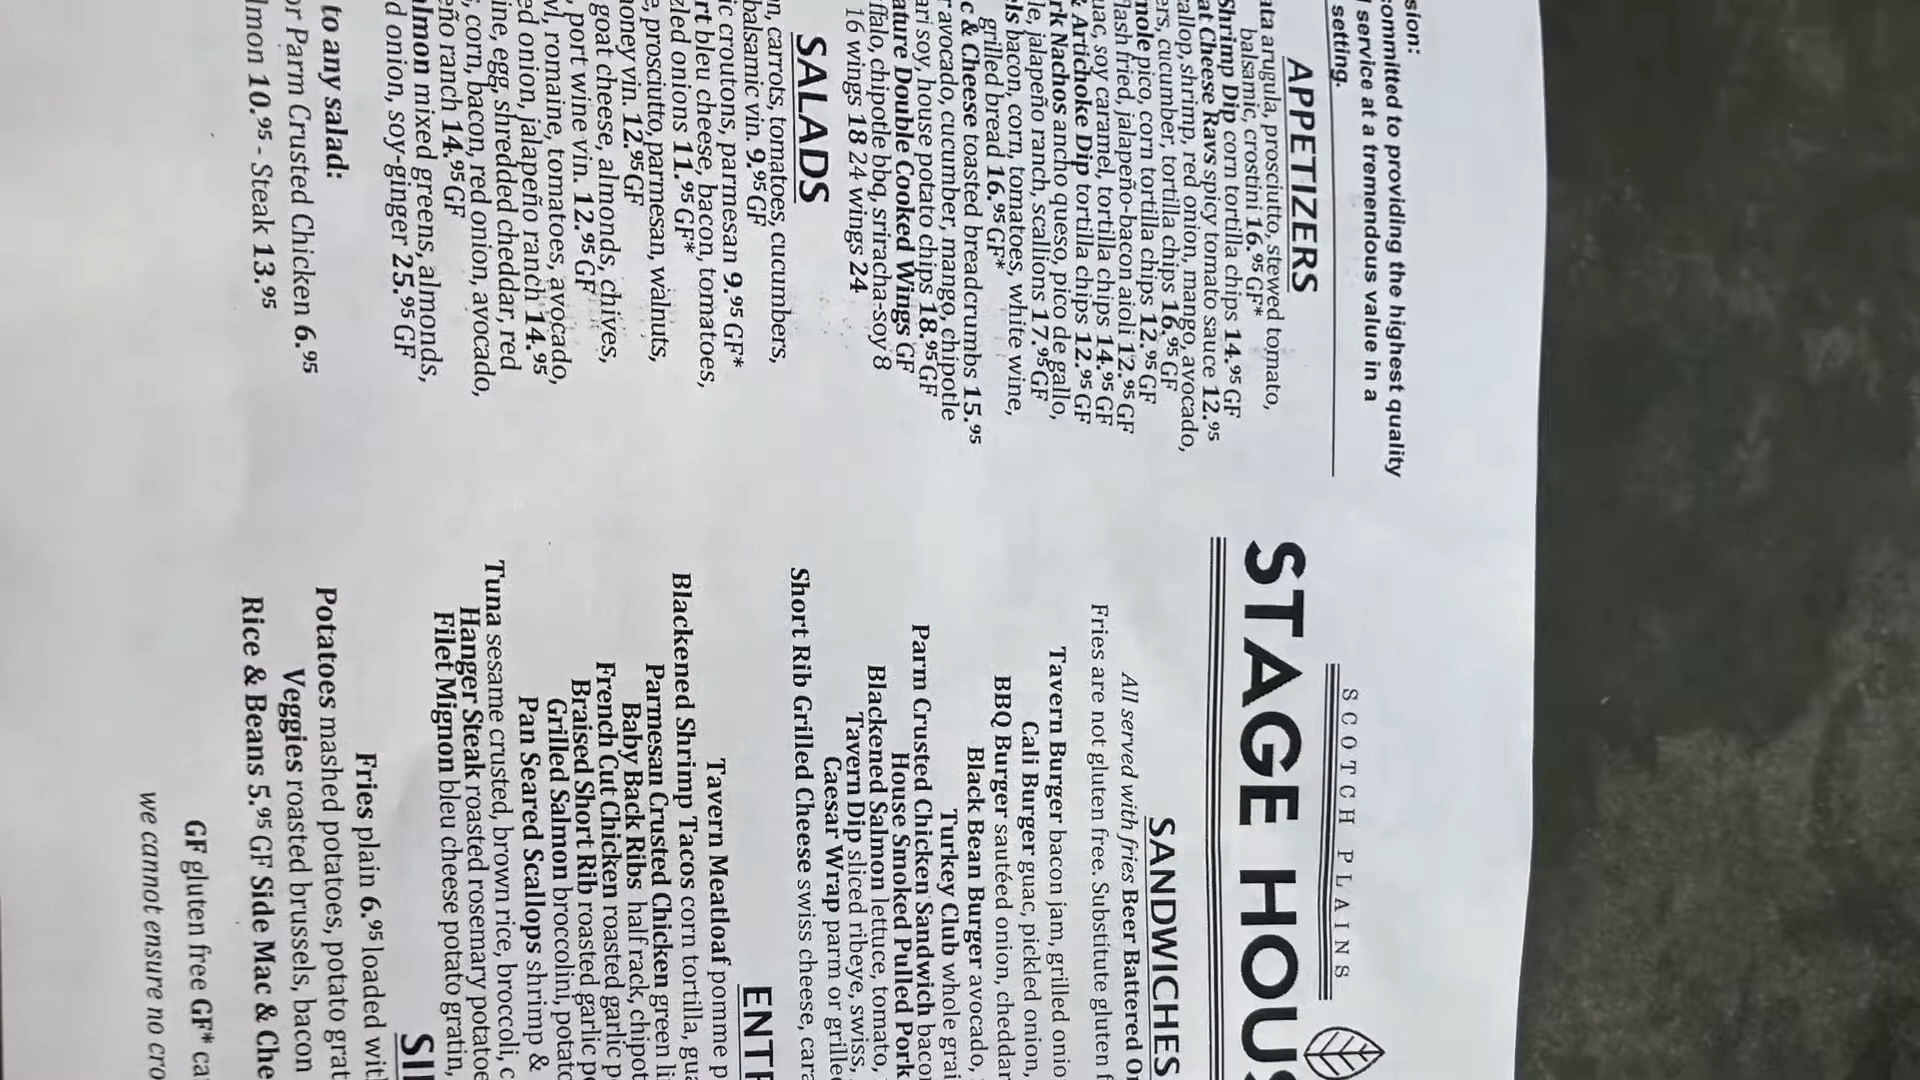 sion:
committed to providing the highest quality
service at a tremendous value in a
setting.
APPETIZERS
ata arugula, prosciutto, stewed tomato,
balsamic, crostini 16.95 GF*
Shrimp Dip corn tortilla chips 14.95 GF
at Cheese Ravs spicy tomato sauce 12.95
callop, shrimp, red onion, mango, avocado,
ers, cucumber, tortilla chips 16.95 GF
mole pico, corn tortilla chips 12.95 GF
flash fried, jalapeño-bacon aioli 12.95 GF
uac, soy caramel, tortilla chips 14.95 GF
& Artichoke Dip tortilla chips 12.95 GF
rk Nachos ancho queso, pico de gallo,
le, jalapeño ranch, scallions 17.95 GF
ls bacon, corn, tomatoes, white wine,
grilled bread 16.95 GF*
c & Cheese toasted breadcrumbs 15.95
avocado, cucumber, mango, chipotle
ari soy, house potato chips 18.95 GF
ature Double Cooked Wings GF
ffalo, chipotle bbq, sriracha-soy 8
16 wings 18 24 wings 24
SALADS
n, carrots, tomatoes, cucumbers,
balsamic vin. 9.95 GF
ic croutons, parmesan 9.95 GF*
rt bleu cheese, bacon, tomatoes,
zled onions 11.95 GF*
e, prosciutto, parmesan, walnuts,
honey vin. 12.95 GF
goat cheese, almonds, chives,
, port wine vin. 12.95 GF
vl, romaine, tomatoes, avocado,
ed onion, jalapeño ranch 14.95
ine, egg, shredded cheddar, red
, corn, bacon, red onion, avocado,
eño ranch 14.95 GF
almon mixed greens, almonds,
d onion, soy-ginger 25.95 GF
to any salad:
or Parm Crusted Chicken 6.95
lmon 10.95 - Steak 13.95
SCOTCH PLAINS
STAGE HOUS
SANDWICHES
All served with fries Beer Battered O
Fries are not gluten free. Substitute gluten f
Tavern Burger bacon jam, grilled onio
Cali Burger guac, pickled onion,
BBQ Burger sautéed onion, cheddar
Black Bean Burger avocado,
Turkey Club whole grai
Parm Crusted Chicken Sandwich baco
House Smoked Pulled Pork
Blackened Salmon lettuce, tomato,
Tavern Dip sliced ribeye, swiss,
Caesar Wrap parm or grille
Short Rib Grilled Cheese swiss cheese, cara
ENT
Tavern Meatloaf pomme p
Blackened Shrimp Tacos corn tortilla, gua
Parmesan Crusted Chicken green li
Baby Back Ribs half rack, chipot
French Cut Chicken roasted garlic p
Braised Short Rib roasted garlic p
Grilled Salmon broccolini, potato
Pan Seared Scallops shrimp &
Tuna sesame crusted, brown rice, broccoli, c
Hanger Steak roasted rosemary potatoe
Filet Mignon bleu cheese potato gratin,
SI
Fries plain 6.95 loaded wit
Potatoes mashed potatoes, potato grat
Veggies roasted brussels, bacon
Rice & Beans 5.95 GF Side Mac & Che
GF gluten free GF* ca
we cannot ensure no cro